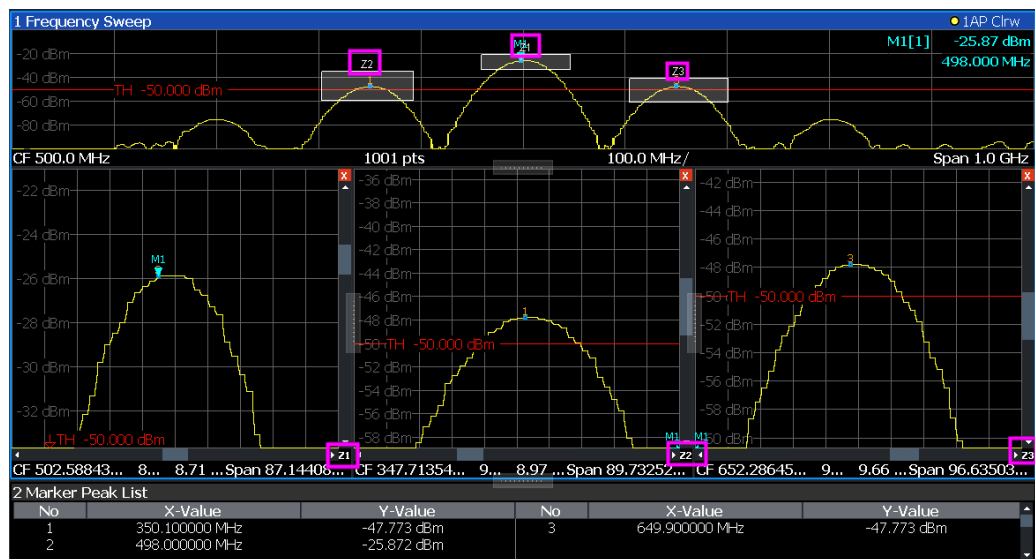 1 Frequency Sweep
1AP Clrw
M1[1] -25.87 dBm
498.000 MHz
-20 dBm
-40 dBm
-60 dBm
-80 dBm
TH -50.000 dBm
Z2
M1
Z1
Z3
CF 500.0 MHz 1001 pts 100.0 MHz/ Span 1.0 GHz
X
-22 dBm
-24 dBm
-26 dBm
-28 dBm
-30 dBm
-32 dBm
M1
TH -50.000 dBm
Z1
CF 502.58843... 8... 8.71 ... Span 87.14408...
X
-36 dBm
-38 dBm
-40 dBm
-42 dBm
-44 dBm
-46 dBm
-48 dBm
-50 dBm
-52 dBm
-54 dBm
-56 dBm
-58 dBm
1
TH -50.000 dBm
M1
Z2
CF 347.71354... 9... 8.97 ... Span 89.73252...
X
-42 dBm
-44 dBm
-46 dBm
-48 dBm
-50 dBm
-52 dBm
-54 dBm
-56 dBm
-58 dBm
-60 dBm
3
TH -50.000 dBm
M1
Z3
CF 652.28645... 9... 9.66 ... Span 96.63503...
2 Marker Peak List
No X-Value Y-Value No X-Value Y-Value
1 350.100000 MHz -47.773 dBm 3 649.900000 MHz -47.773 dBm
2 498.000000 MHz -25.872 dBm